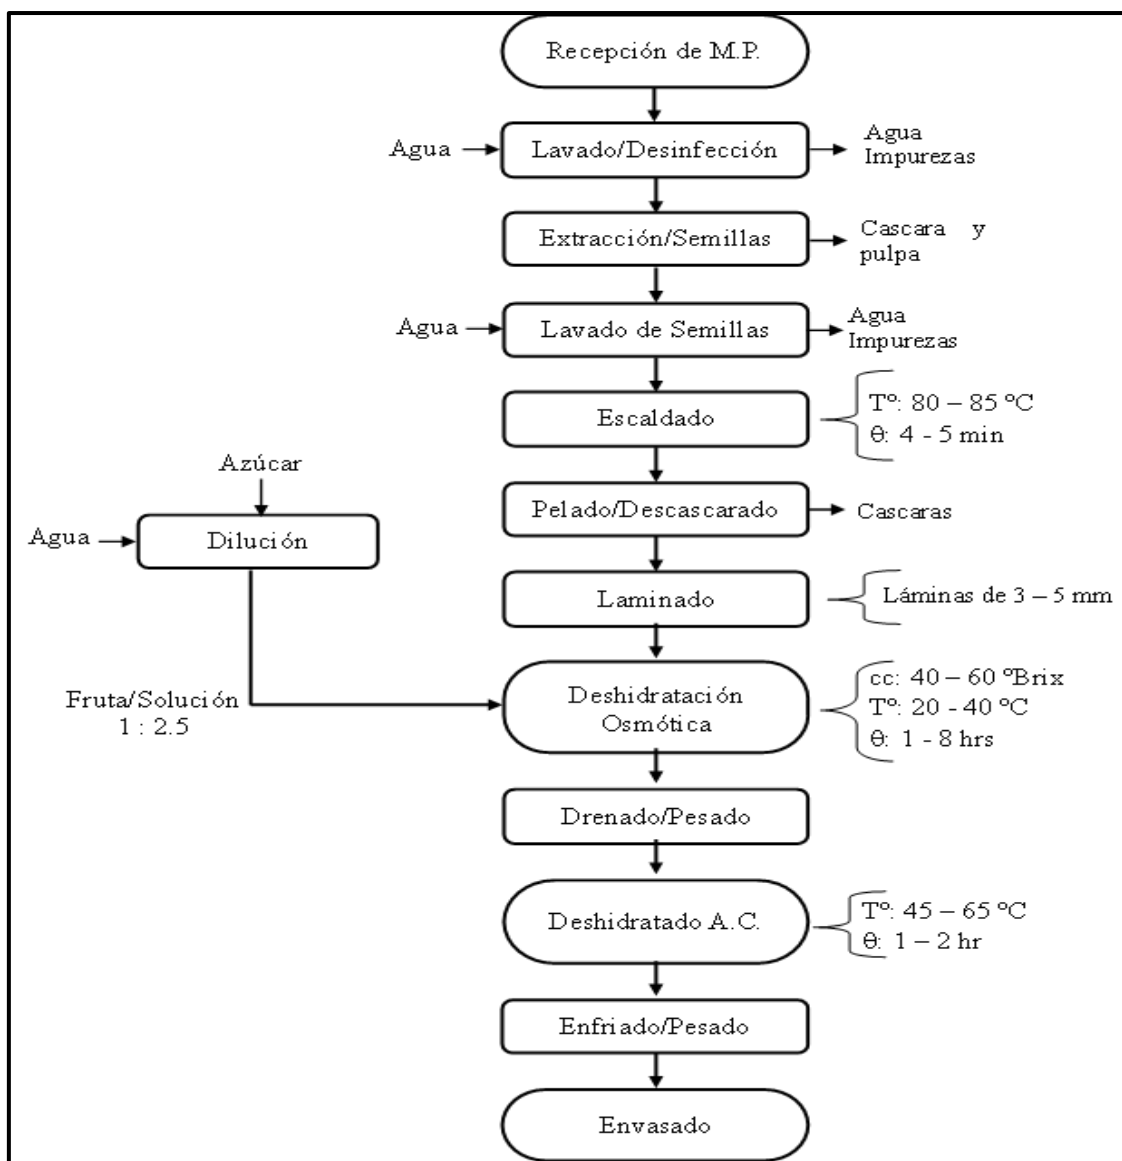 Recepción de M.P.
Agua
Lavado/Desinfección
Agua
Impurezas
Extracción/Semillas
Cascara y
pulpa
Agua
Lavado de Semillas
Agua
Impurezas
Escaldado
Tº: 80 – 85 ºC
θ: 4 - 5 min
Azúcar
Agua
Dilución
Pelado/Descascarado
Cascaras
Laminado
Láminas de 3 – 5 mm
Fruta/Solución
1 : 2.5
Deshidratación
Osmótica
cc: 40 – 60 ºBrix
Tº: 20 - 40 ºC
θ: 1 - 8 hrs
Drenado/Pesado
Deshidratado A.C.
Tº: 45 – 65 ºC
θ: 1 – 2 hr
Enfriado/Pesado
Envasado